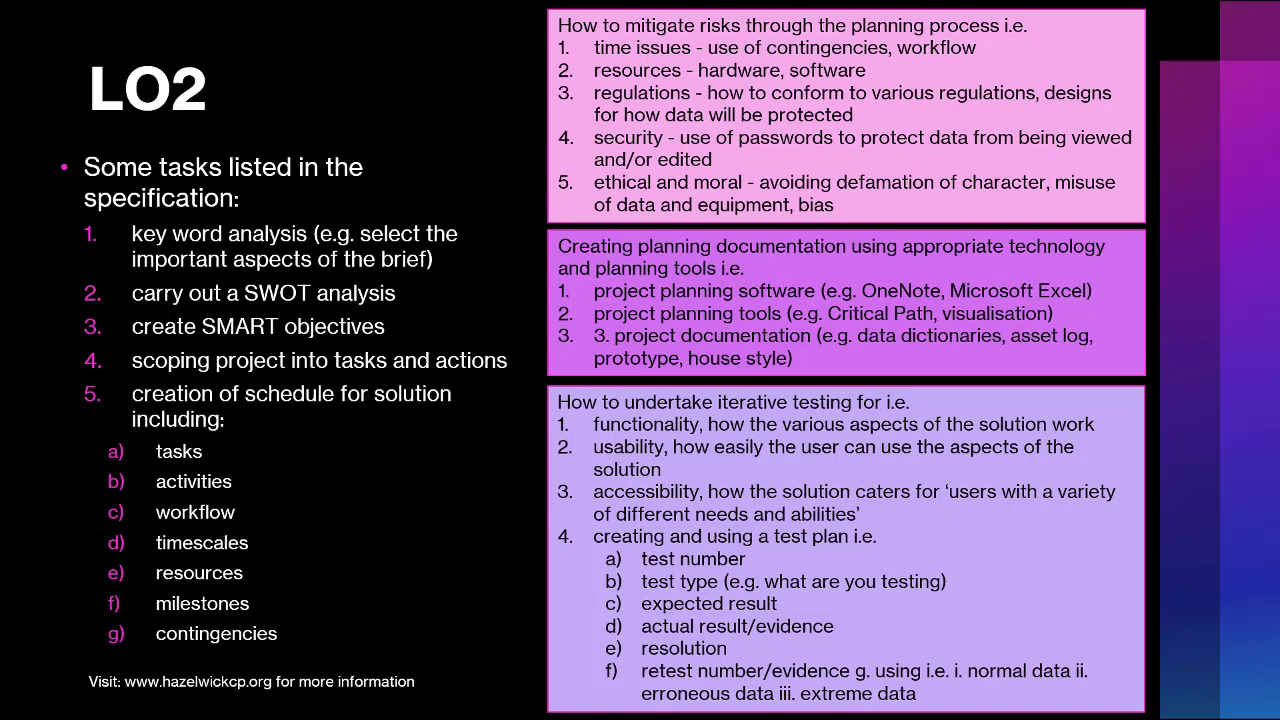 LO2
• Some tasks listed in the
specification:
1. key word analysis (e.g. select the
important aspects of the brief)
2. carry out a SWOT analysis
3. create SMART objectives
4. scoping project into tasks and actions
5. creation of schedule for solution
including:
a) tasks
b) activities
c) workflow
d) timescales
e) resources
f) milestones
g) contingencies
Visit: www.hazelwickcp.org for more information
How to mitigate risks through the planning process i.e.
1. time issues - use of contingencies, workflow
2. resources - hardware, software
3. regulations - how to conform to various regulations, designs
for how data will be protected
4. security - use of passwords to protect data from being viewed
and/or edited
5. ethical and moral - avoiding defamation of character, misuse
of data and equipment, bias
Creating planning documentation using appropriate technology
and planning tools i.e.
1. project planning software (e.g. OneNote, Microsoft Excel)
2. project planning tools (e.g. Critical Path, visualisation)
3. 3. project documentation (e.g. data dictionaries, asset log,
prototype, house style)
How to undertake iterative testing for i.e.
1. functionality, how the various aspects of the solution work
2. usability, how easily the user can use the aspects of the
solution
3. accessibility, how the solution caters for ‘users with a variety
of different needs and abilities’
4. creating and using a test plan i.e.
a) test number
b) test type (e.g. what are you testing)
c) expected result
d) actual result/evidence
e) resolution
f) retest number/evidence g. using i.e. i. normal data ii.
erroneous data iii. extreme data